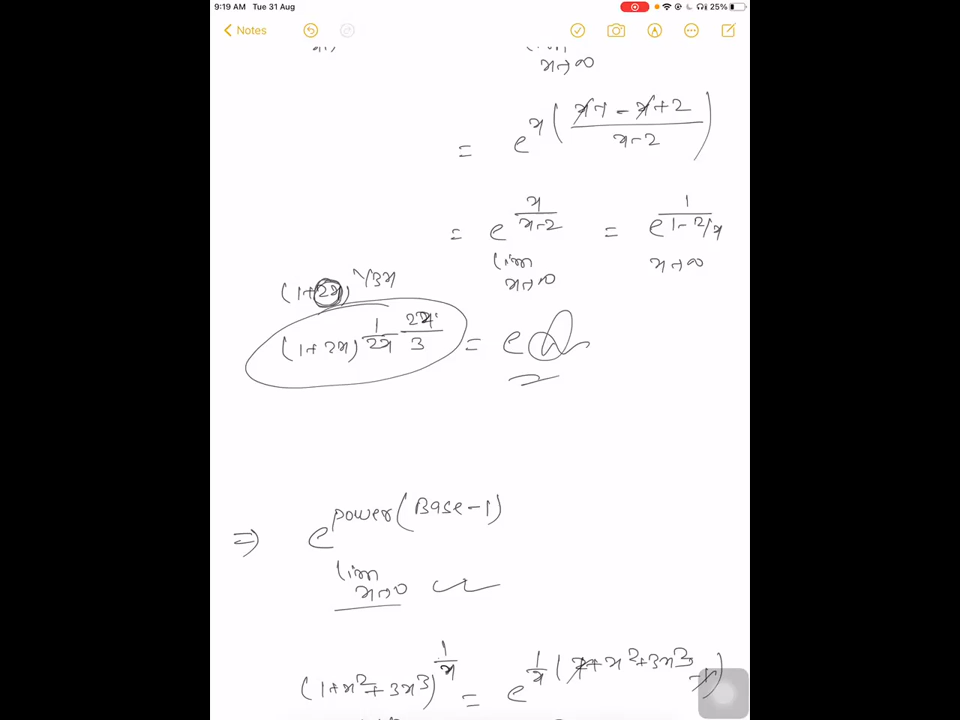 9:19 AM Tue 31 Aug 25%
Notes
x→∞
= e^x ( (x+1 - x+2) / (x-2) )
= e^(x/(x-2)) = e^(1/(1-2/x))
lim x→∞ x→∞
(1+2x)^(1/3x)
(1+2x)^(1/2x · 2x/3) = e
⇒ e^power(Base-1)
lim
x→0
(1+x²+3x³)^(1/x) = e^(1/x (1+x²+3x³-1))